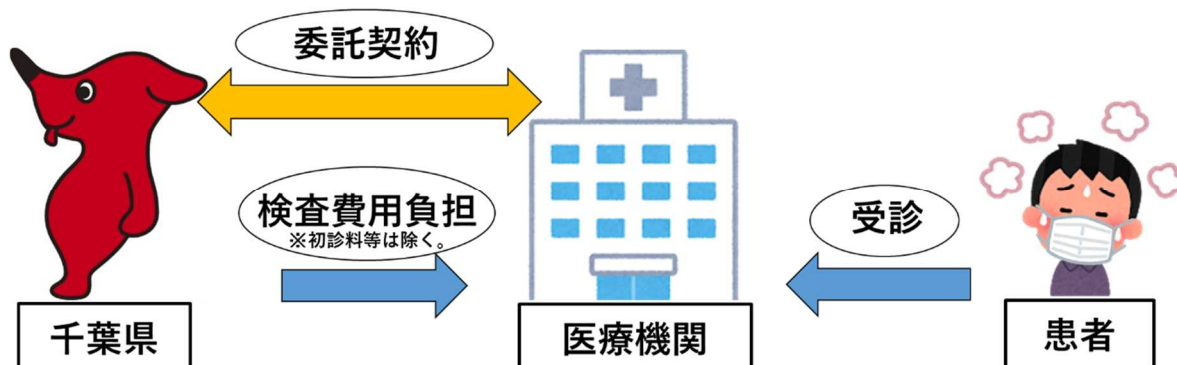 委託契約
検査費用負担
※初診料等は除く。
受診
千葉県
医療機関
患者